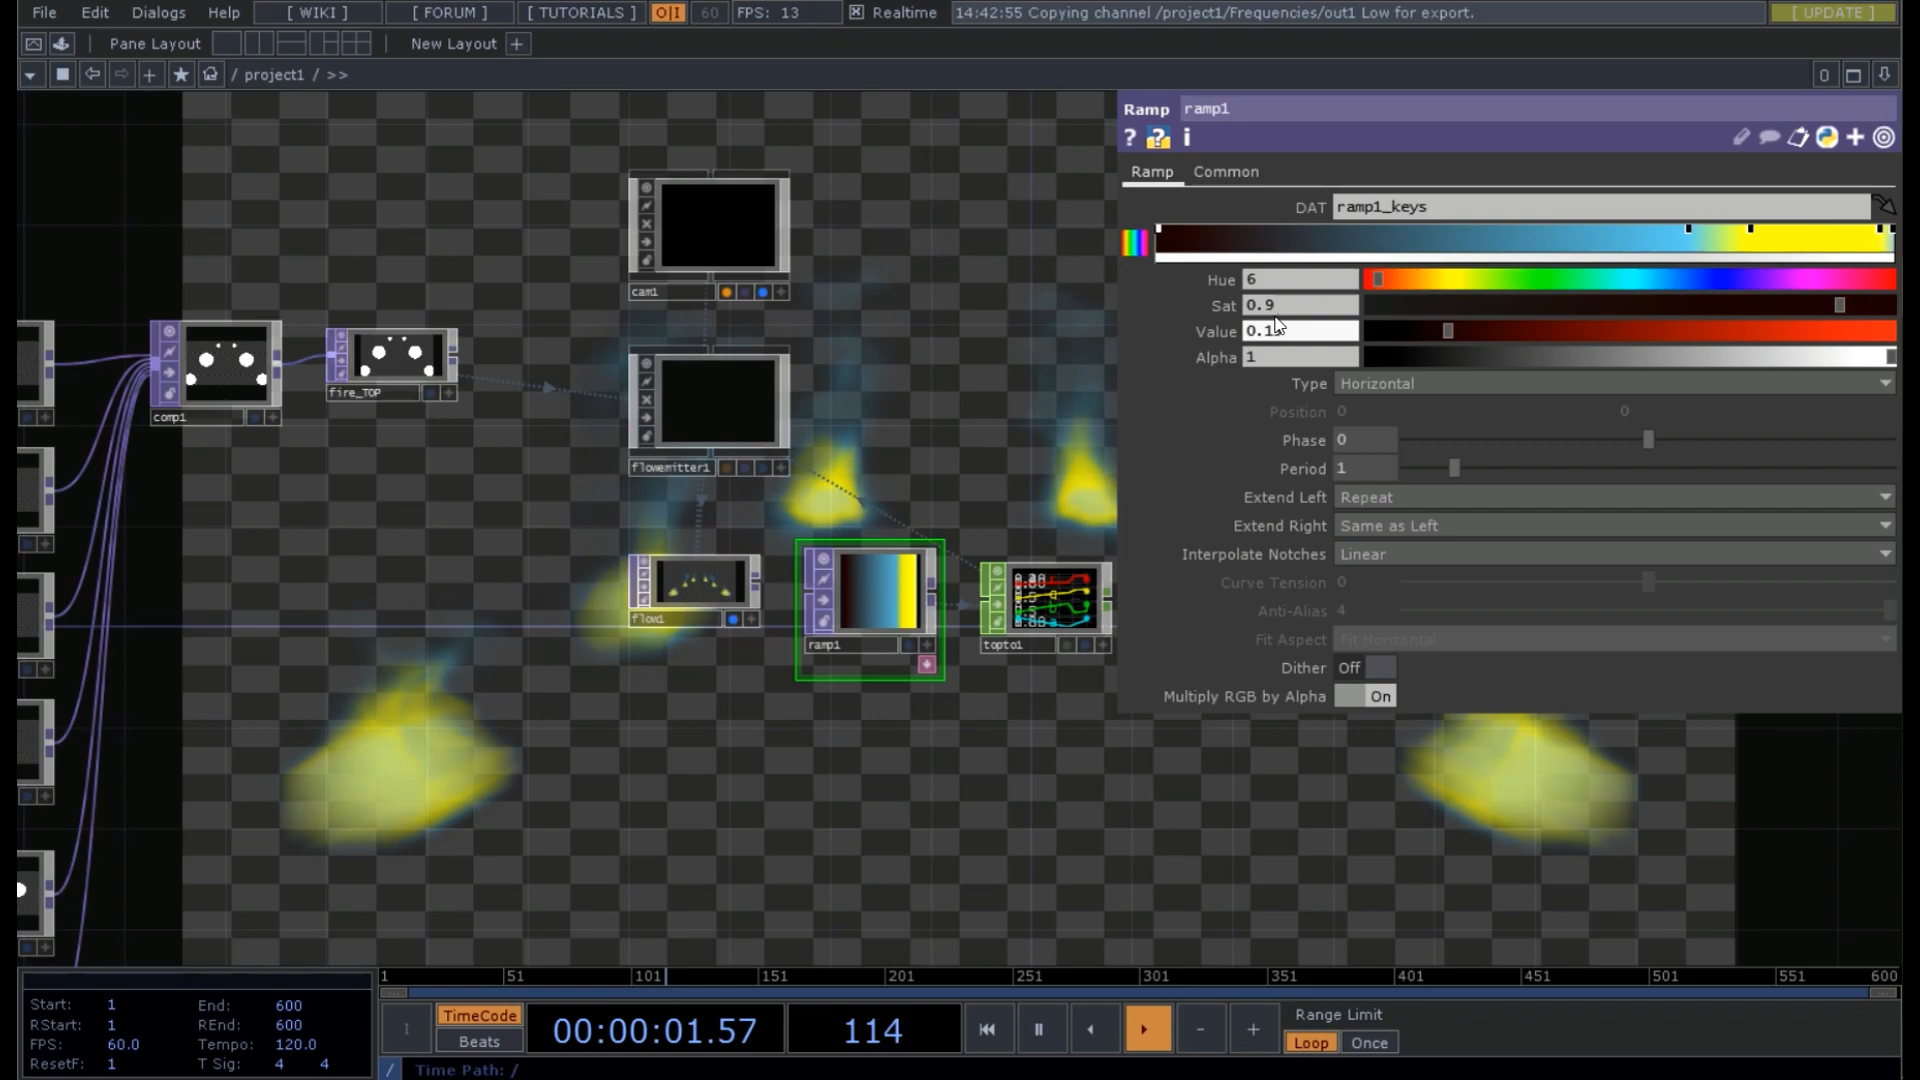 File Edit Dialogs Help [ WIKI ] [ FORUM ] [ TUTORIALS ] O|I 60 FPS: 13 Realtime 14:42:55 Copying channel /project1/Frequencies/out1 Low for export. [ UPDATE ]
Pane Layout New Layout +
/ project1 / >> 0
Ramp ramp1
? ? i
Ramp Common
DAT ramp1_keys
Hue 6
Sat 0.9
Value
Alpha 1
Type Horizontal
Position 0 0
Phase 0
Period 1
Extend Left Repeat
Extend Right Same as Left
Interpolate Notches Linear
Curve Tension 0
Anti-Alias 4
Fit Aspect Fit Horizontal
Dither Off
Multiply RGB by Alpha On
cam1
comp1
fire_TOP
flowemitter1
flow1
ramp1
topto1
1 51 101 151 201 251 301 351 401 451 501 551 600
Start: 1 End: 600
RStart: 1 REnd: 600
FPS: 60.0 Tempo: 120.0
ResetF: 1 T Sig: 4 4
TimeCode
Beats
00:00:01.57
114
- +
Range Limit
Loop Once
/ Time Path: /